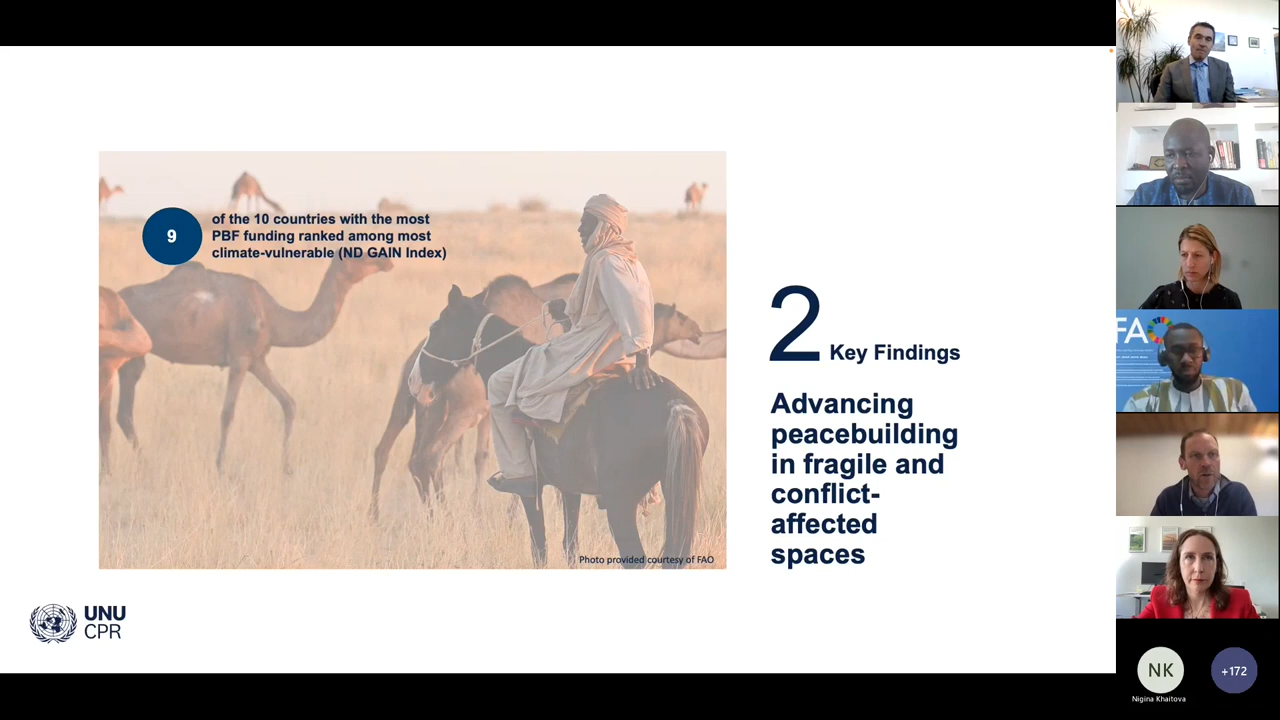 9
of the 10 countries with the most
PBF funding ranked among most
climate-vulnerable (ND GAIN Index)
Photo provided courtesy of FAO
2 Key Findings
Advancing
peacebuilding
in fragile and
conflict-
affected
spaces
UNU
CPR
FAO
NK
Nigina Khaitova
+172